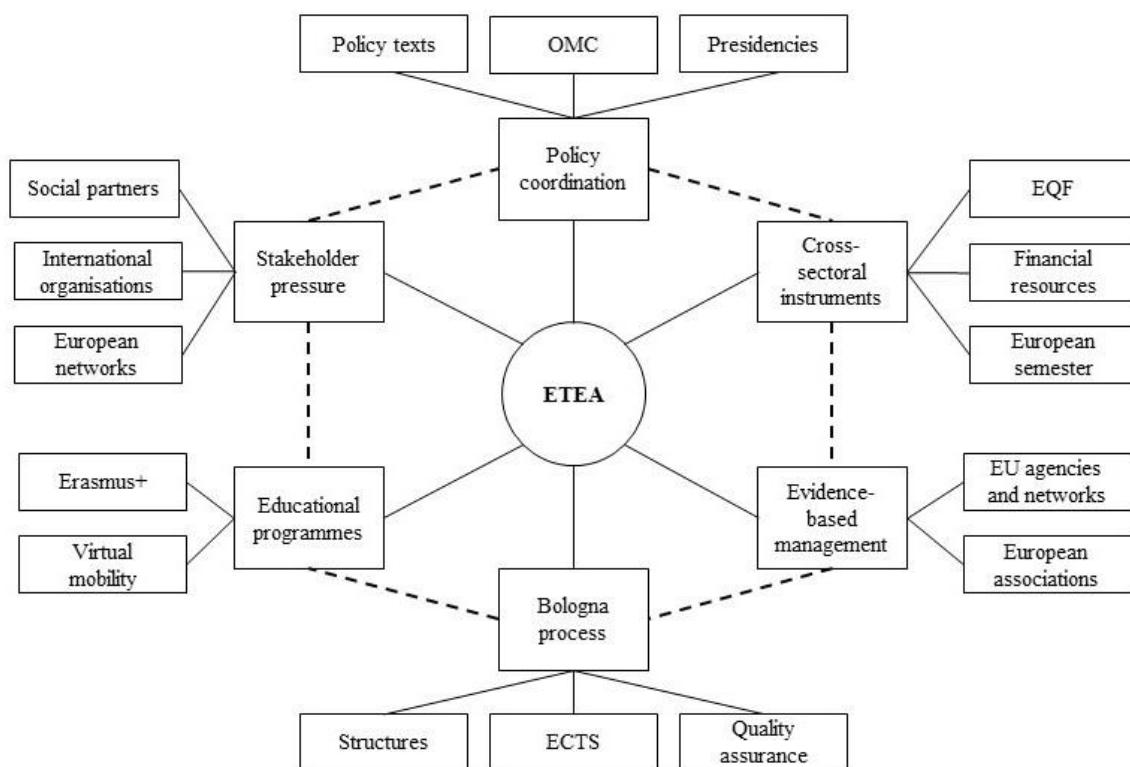 Policy texts
OMC
Presidencies
Policy
coordination
Social partners
International
organisations
European
networks
Stakeholder
pressure
Cross-
sectoral
instruments
EQF
Financial
resources
European
semester
ETEA
Erasmus+
Virtual
mobility
Educational
programmes
Evidence-
based
management
EU agencies
and networks
European
associations
Bologna
process
Structures
ECTS
Quality
assurance